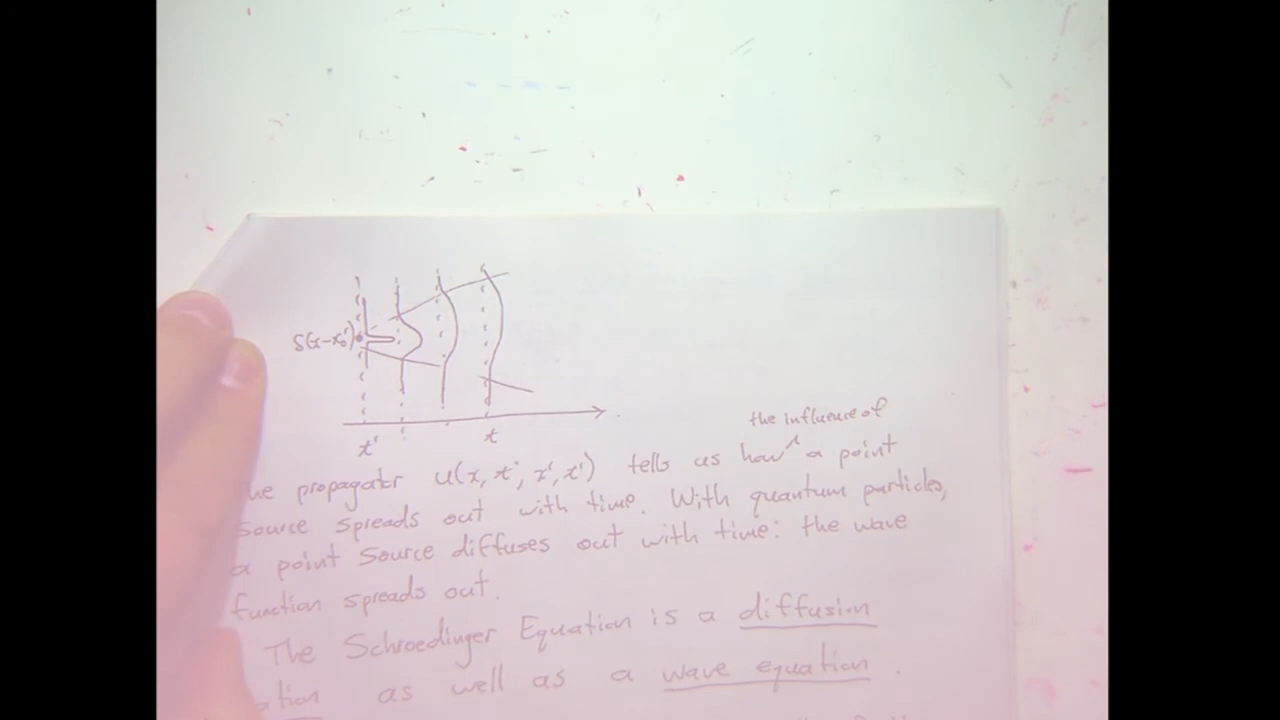 δ(x-x₀')
t'
t
the influence of
The propagator U(x, t; x', t') tells us how ^ a point
source spreads out with time. With quantum particles,
a point source diffuses out with time: the wave
function spreads out.
The Schroedinger Equation is a diffusion
ation as well as a wave equation.